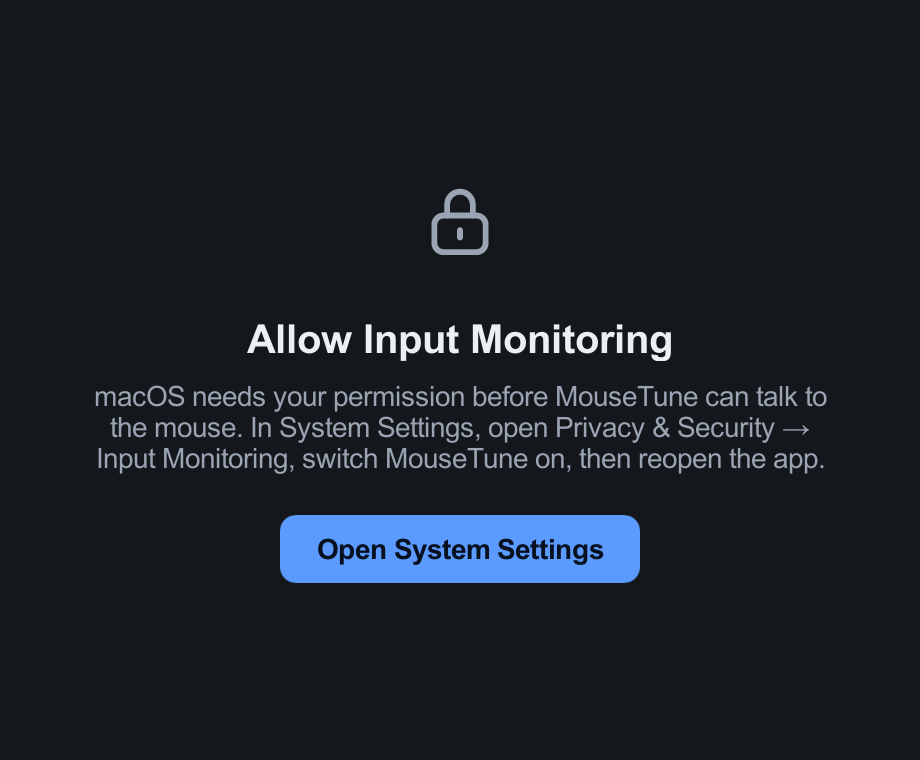 Allow Input Monitoring
macOS needs your permission before MouseTune can talk to
the mouse. In System Settings, open Privacy & Security →
Input Monitoring, switch MouseTune on, then reopen the app.
Open System Settings